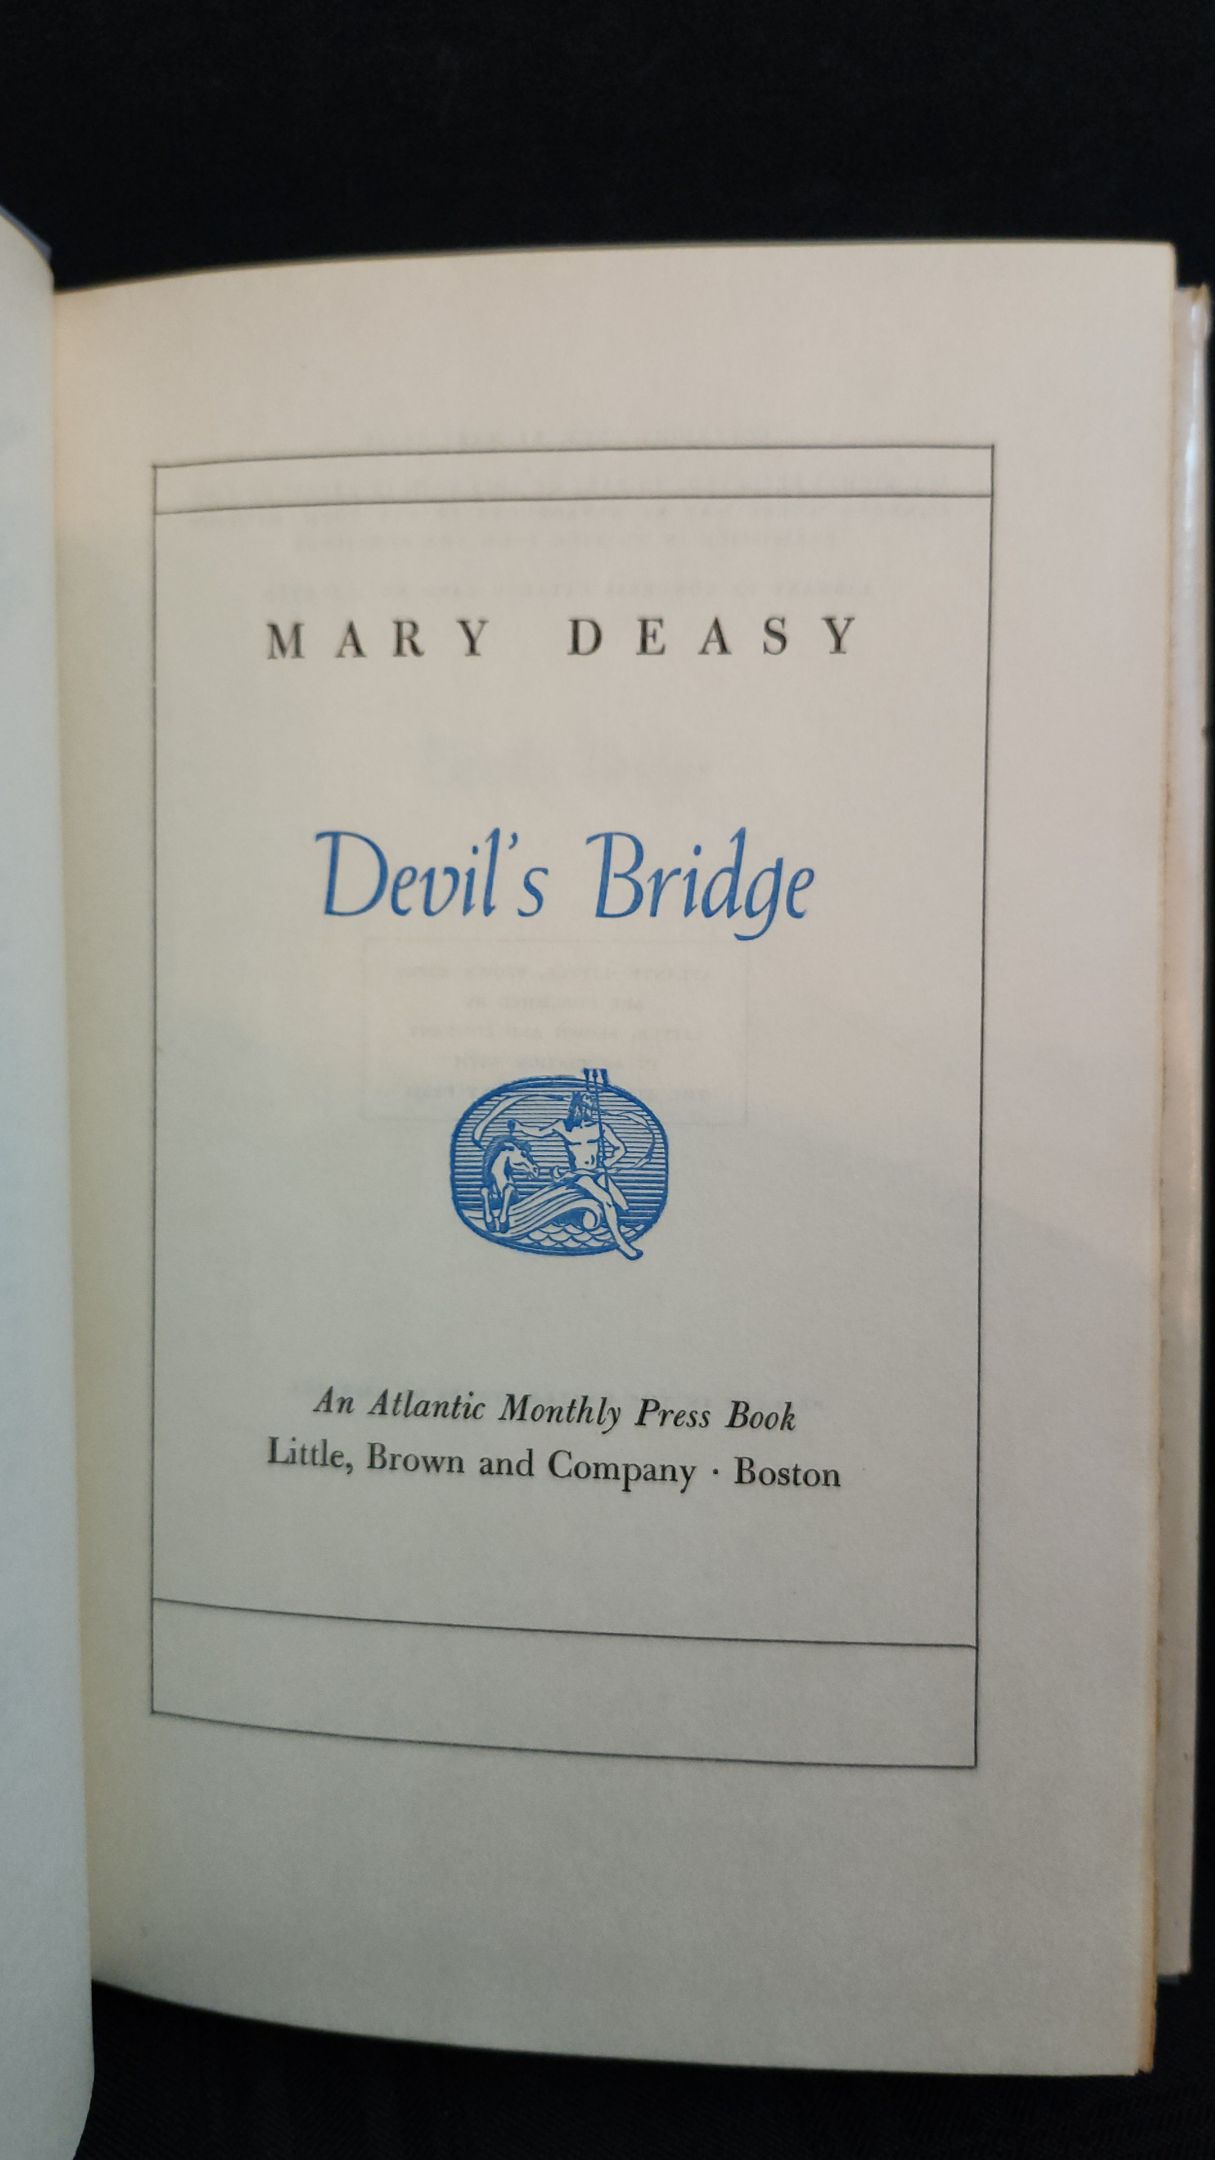 MARY DEASY
Devil's Bridge
An Atlantic Monthly Press Book
Little, Brown and Company · Boston